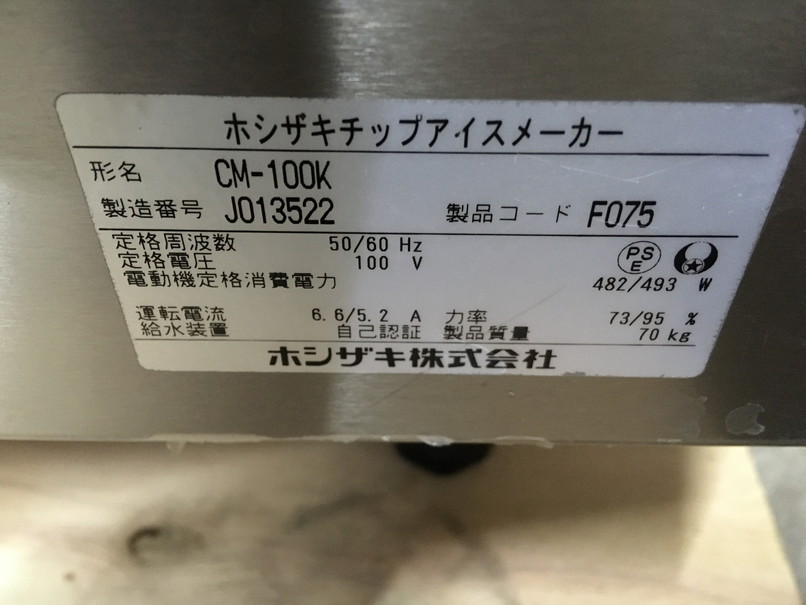 ホシザキチップアイスメーカー
形名 CM-100K
製造番号 J013522 製品コード F075
定格周波数 50/60 Hz
定格電圧 100 V
PS E
電動機定格消費電力 482/493 W
運転電流 6.6/5.2 A 力率 73/95 %
給水装置 自己認証 製品質量 70 kg
ホシザキ株式会社